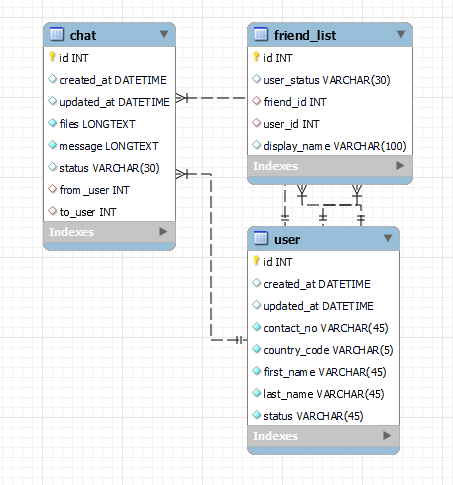 chat
id INT
created_at DATETIME
updated_at DATETIME
files LONGTEXT
message LONGTEXT
status VARCHAR(30)
from_user INT
to_user INT
Indexes
friend_list
id INT
user_status VARCHAR(30)
friend_id INT
user_id INT
display_name VARCHAR(100)
Indexes
user
id INT
created_at DATETIME
updated_at DATETIME
contact_no VARCHAR(45)
country_code VARCHAR(5)
first_name VARCHAR(45)
last_name VARCHAR(45)
status VARCHAR(45)
Indexes